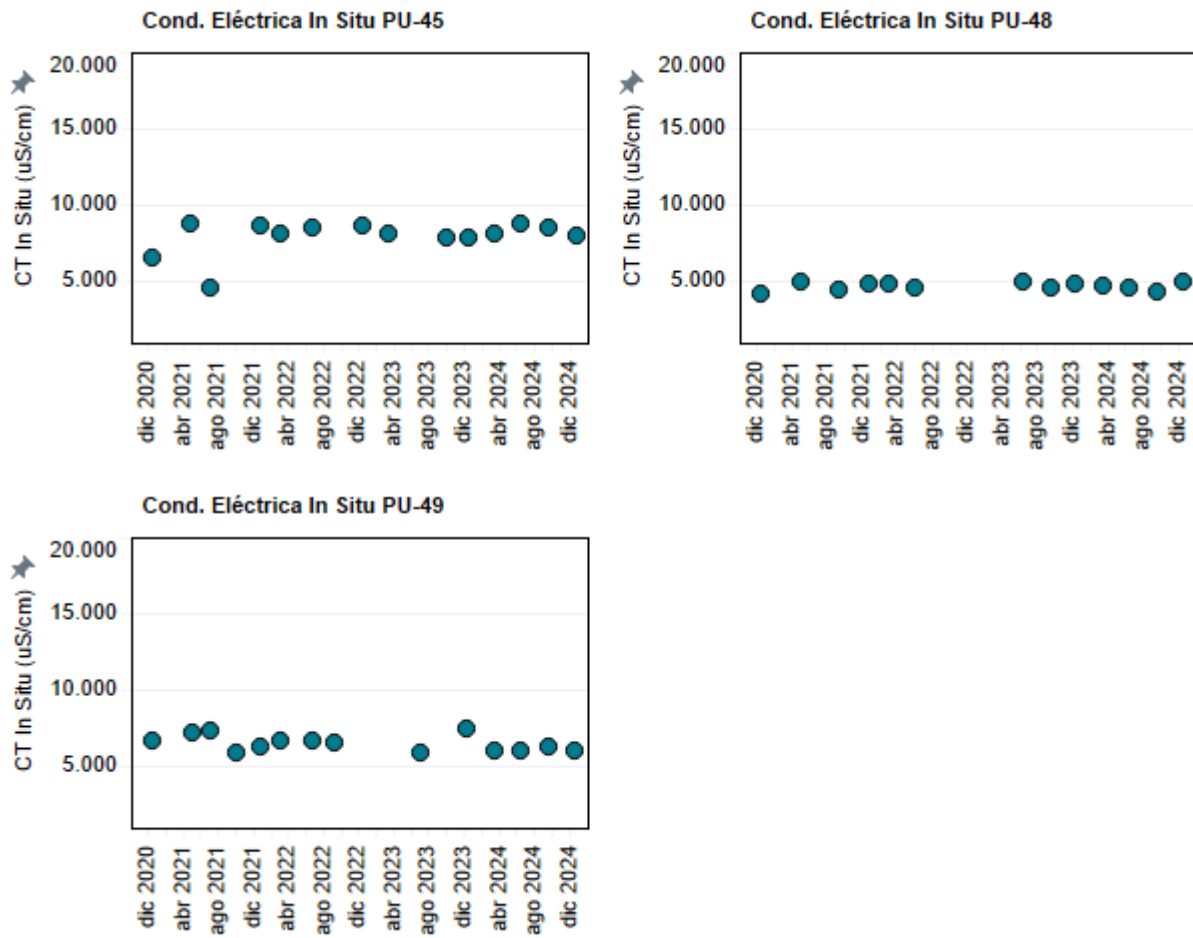 Cond. Eléctrica In Situ PU-45
CT In Situ (uS/cm)
20.000
15.000
10.000
5.000
dic 2020
abr 2021
ago 2021
dic 2021
abr 2022
ago 2022
dic 2022
abr 2023
ago 2023
dic 2023
abr 2024
ago 2024
dic 2024
Cond. Eléctrica In Situ PU-48
CT In Situ (uS/cm)
20.000
15.000
10.000
5.000
dic 2020
abr 2021
ago 2021
dic 2021
abr 2022
ago 2022
dic 2022
abr 2023
ago 2023
dic 2023
abr 2024
ago 2024
dic 2024
Cond. Eléctrica In Situ PU-49
CT In Situ (uS/cm)
20.000
15.000
10.000
5.000
dic 2020
abr 2021
ago 2021
dic 2021
abr 2022
ago 2022
dic 2022
abr 2023
ago 2023
dic 2023
abr 2024
ago 2024
dic 2024